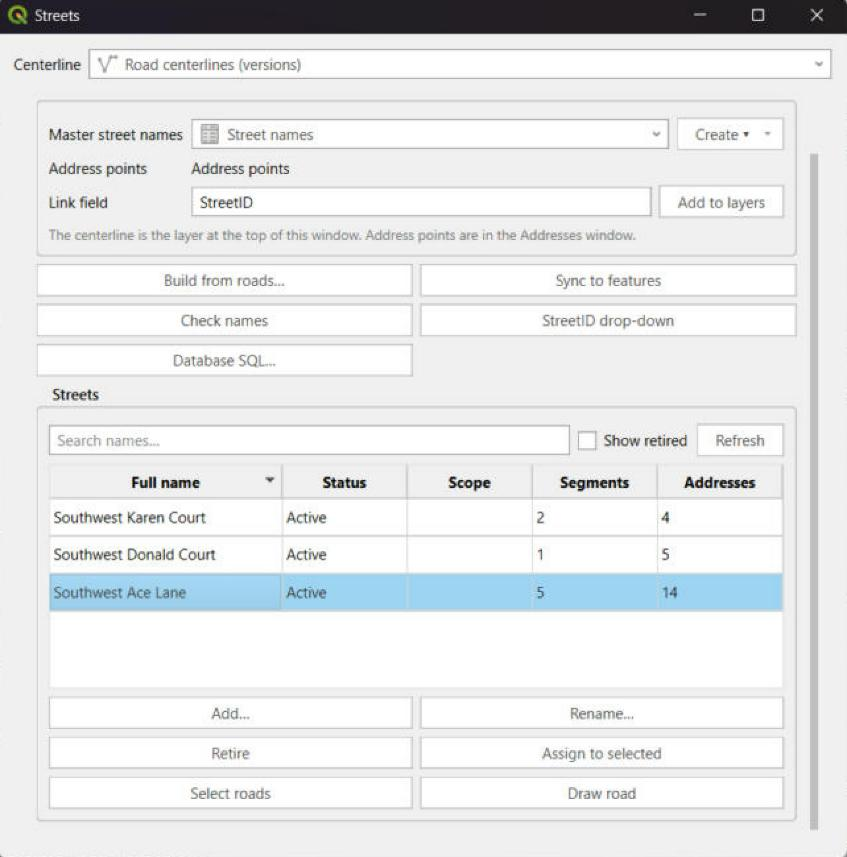 Streets
Centerline Road centerlines (versions)
Master street names Street names Create
Address points Address points
Link field StreetID Add to layers
The centerline is the layer at the top of this window. Address points are in the Addresses window.
Build from roads... Sync to features
Check names StreetID drop-down
Database SQL...
Streets
Search names... Show retired Refresh
Full name Status Scope Segments Addresses
Southwest Karen Court Active 2 4
Southwest Donald Court Active 1 5
Southwest Ace Lane Active 5 14
Add... Rename...
Retire Assign to selected
Select roads Draw road